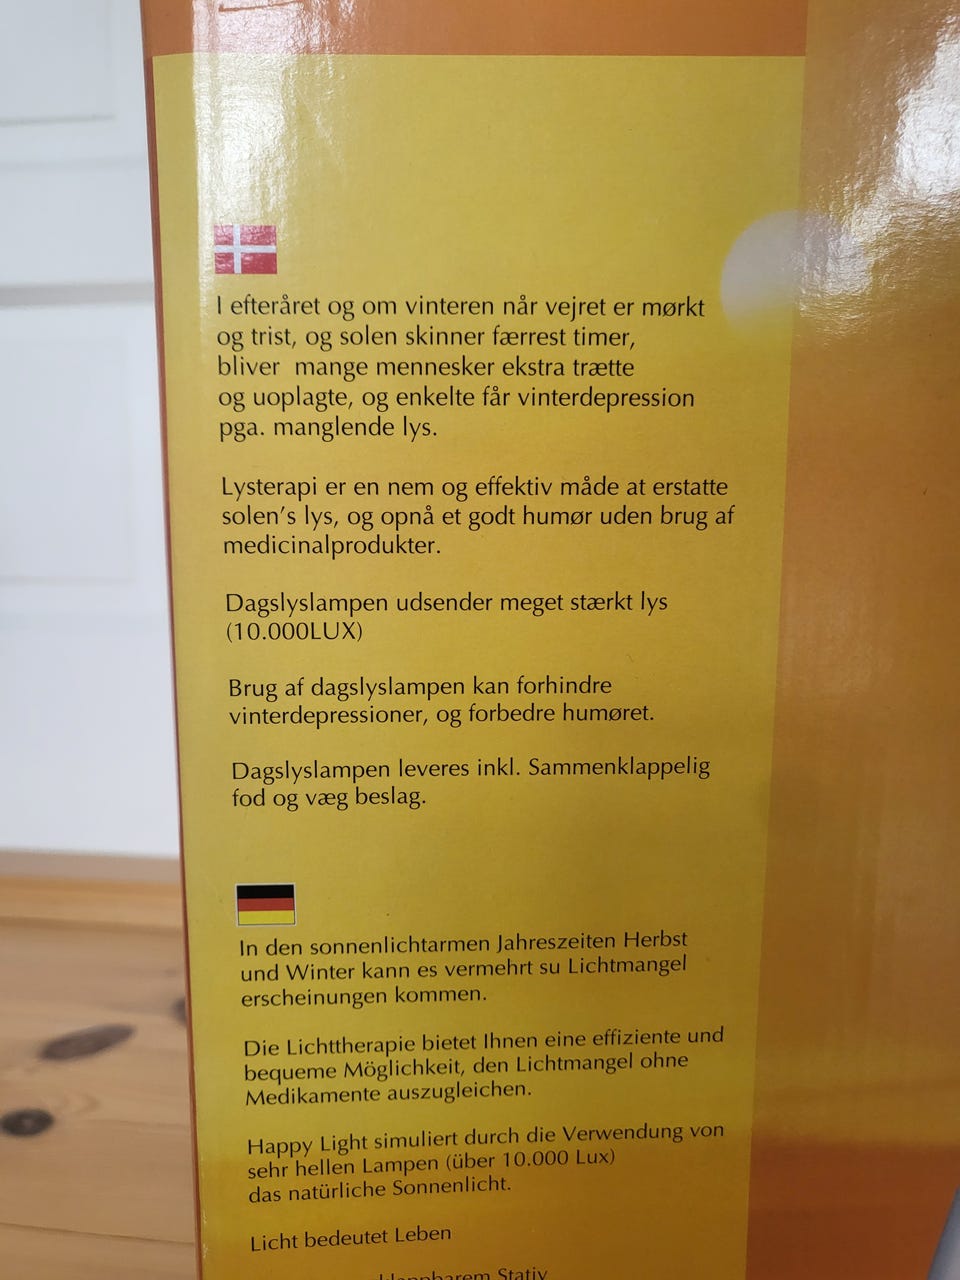 I efteråret og om vinteren når vejret er mørkt
og trist, og solen skinner færrest timer,
bliver mange mennesker ekstra trætte
og uoplagte, og enkelte får vinterdepression
pga. manglende lys.
Lysterapi er en nem og effektiv måde at erstatte
solen's lys, og opnå et godt humør uden brug af
medicinalprodukter.
Dagslyslampen udsender meget stærkt lys
(10.000LUX)
Brug af dagslyslampen kan forhindre
vinterdepressioner, og forbedre humøret.
Dagslyslampen leveres inkl. Sammenklappelig
fod og væg beslag.
In den sonnenlichtarmen Jahreszeiten Herbst
und Winter kann es vermehrt su Lichtmangel
erscheinungen kommen.
Die Lichttherapie bietet Ihnen eine effiziente und
bequeme Möglichkeit, den Lichtmangel ohne
Medikamente auszugleichen.
Happy Light simuliert durch die Verwendung von
sehr hellen Lampen (über 10.000 Lux)
das natürliche Sonnenlicht.
Licht bedeutet Leben
Stativ